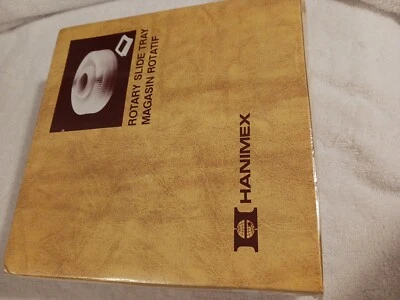 ROTARY SLIDE TRAY
MAGASIN ROTATIF
HANIMEX